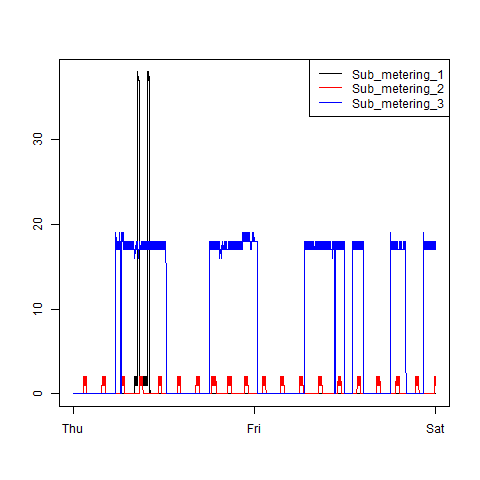 Sub_metering_1
Sub_metering_2
Sub_metering_3
30
20
10
0
Thu Fri Sat